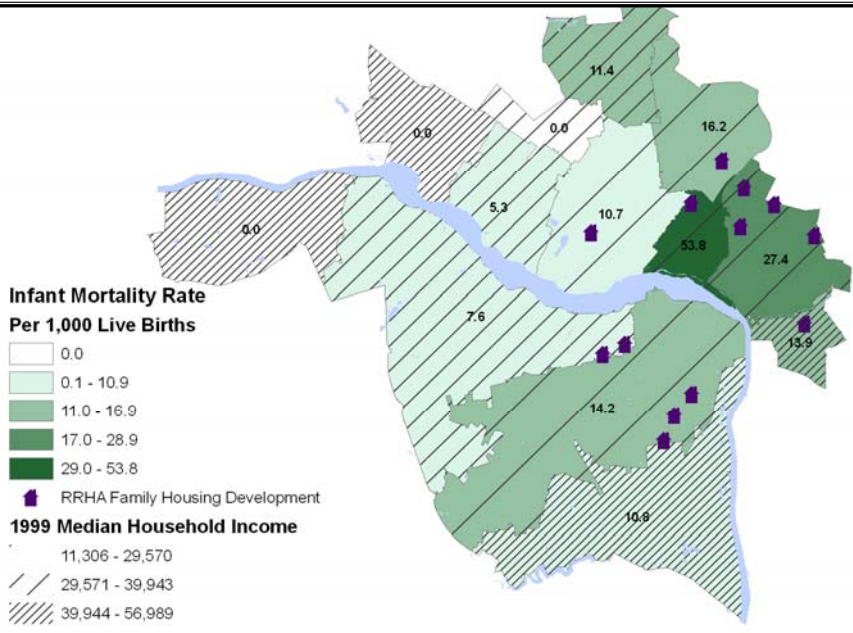 11.4
0.0
0.0
16.2
5.3
10.7
0.0
53.8
27.4
7.6
13.9
14.2
10.8
Infant Mortality Rate
Per 1,000 Live Births
0.0
0.1 - 10.9
11.0 - 16.9
17.0 - 28.9
29.0 - 53.8
RRHA Family Housing Development
1999 Median Household Income
11,306 - 29,570
29,571 - 39,943
39,944 - 56,989